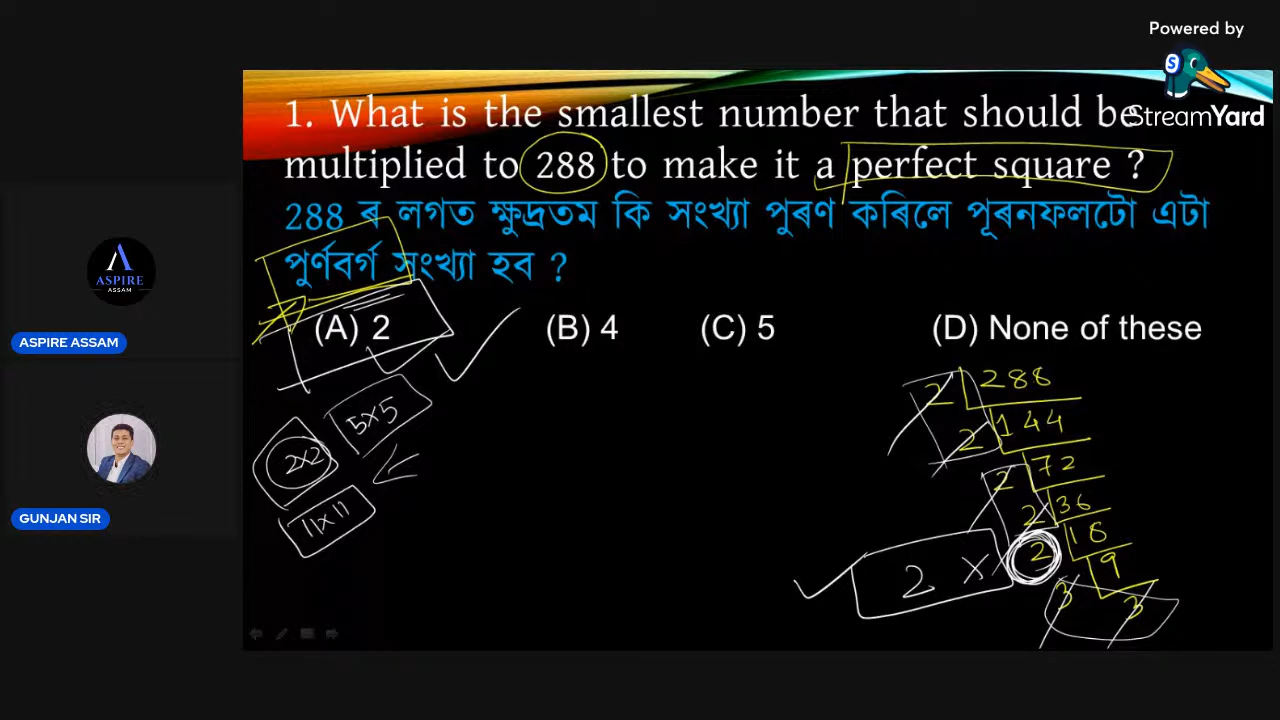 Powered by
StreamYard
1. What is the smallest number that should be
multiplied to 288 to make it a perfect square ?
288 ৰ লগত ক্ষুদ্ৰতম কি সংখ্যা পুৰণ কৰিলে পূৰনফলটো এটা
পুৰ্ণবৰ্গ সংখ্যা হব ?
(A) 2 (B) 4 (C) 5 (D) None of these
ASPIRE
ASSAM
ASPIRE ASSAM
GUNJAN SIR
5×5
2×2
11×11
2 288
2 144
2 72
2 36
2 18
3 9
3
2 ×